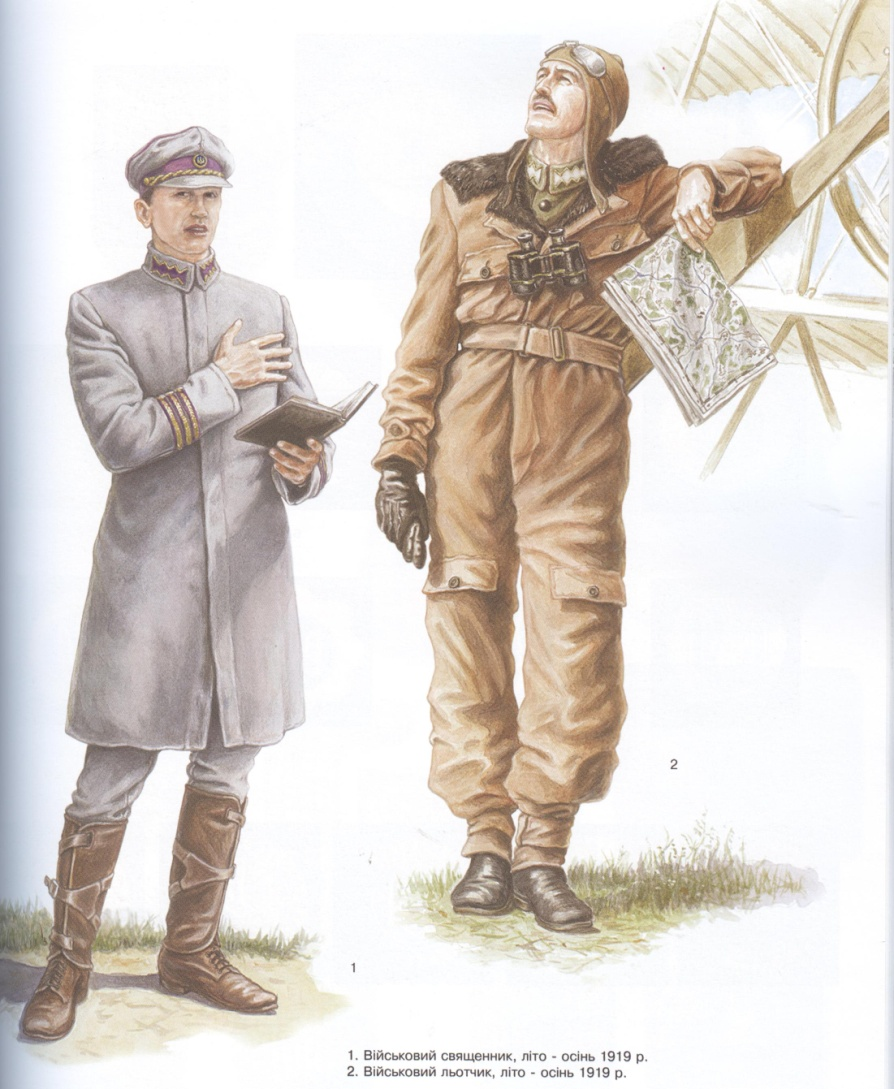 2
1
1. Військовий священник, літо - осінь 1919 р.
2. Військовий льотчик, літо - осінь 1919 р.